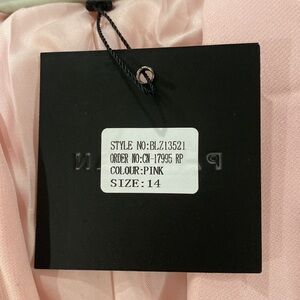 STYLE NO:BLZ13521
ORDER NO:CN-17995 RP
COLOUR:PINK
SIZE:14